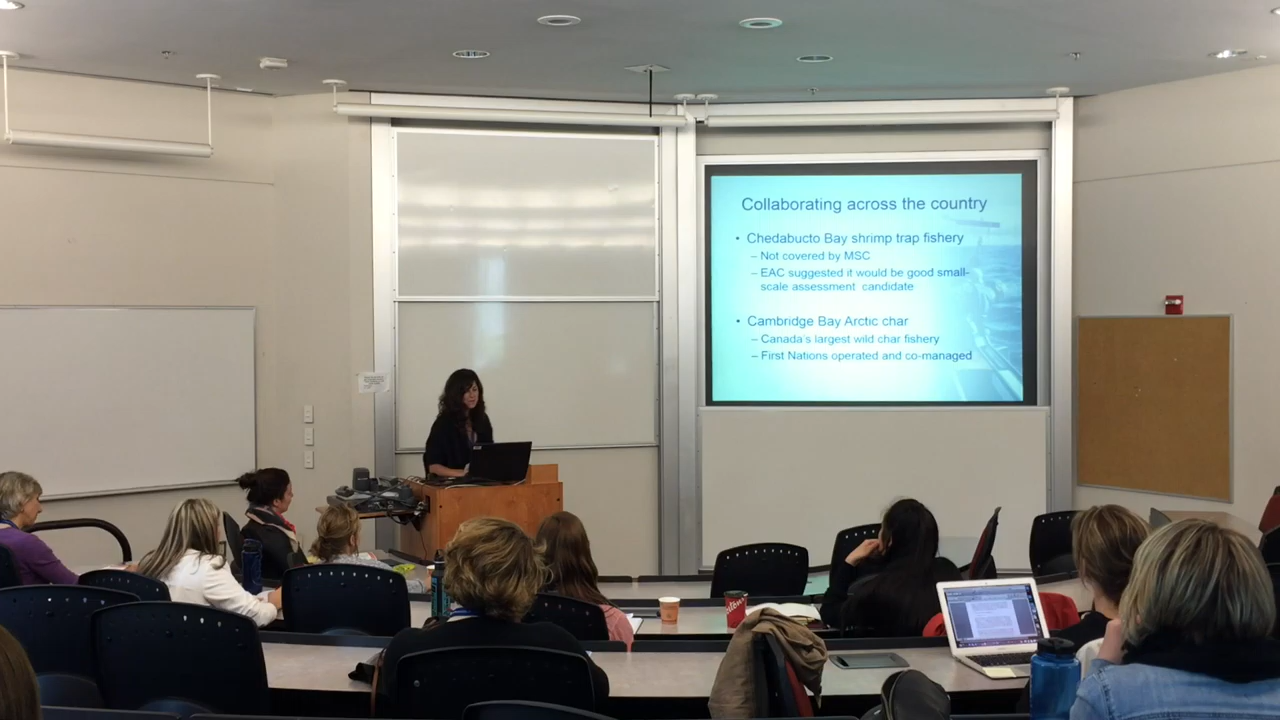 Collaborating across the country
• Chedabucto Bay shrimp trap fishery
– Not covered by MSC
– EAC suggested it would be good small-
scale assessment candidate
• Cambridge Bay Arctic char
– Canada's largest wild char fishery
– First Nations operated and co-managed